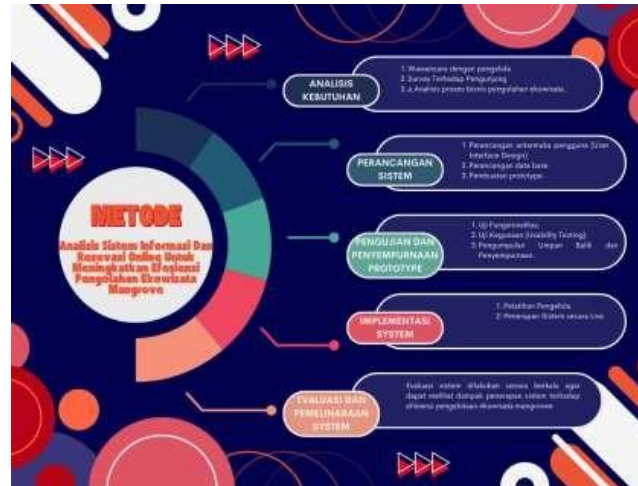 METODE
Analisis Sistem Informasi Dan
Reservasi Online Untuk
Meningkatkan Efisiensi
Pengolahan Ekowisata
Mangrove
ANALISIS
KEBUTUHAN
1. Wawancara dengan pengelola
2. Survey Terhadap Pengunjung
3. a.Analisis proses bisnis pengolahan ekowisata.
PERANCANGAN
SISTEM
1. Perancangan antarmuka pengguna (User
Interface Design)
2. Perancangan data base.
3. Pembuatan prototype.
PENGUJIAN DAN
PENYEMPURNAAN
PROTOTYPE
1. Uji Fungsionalitas.
2. Uji Kegunaan (Usability Testing)
3. Pengumpulan Umpan Balik dan
Penyempurnaan.
IMPLEMENTASI
SYSTEM
1. Pelatihan Pengelola.
2. Penerapan Sistem secara Live.
EVALUASI DAN
PEMELIHARAAN
SYSTEM
Evaluasi sistem dilakukan secara berkala agar
dapat melihat dampak penerapan sistem terhadap
efisiensi pengelolaan ekowisata mangrove